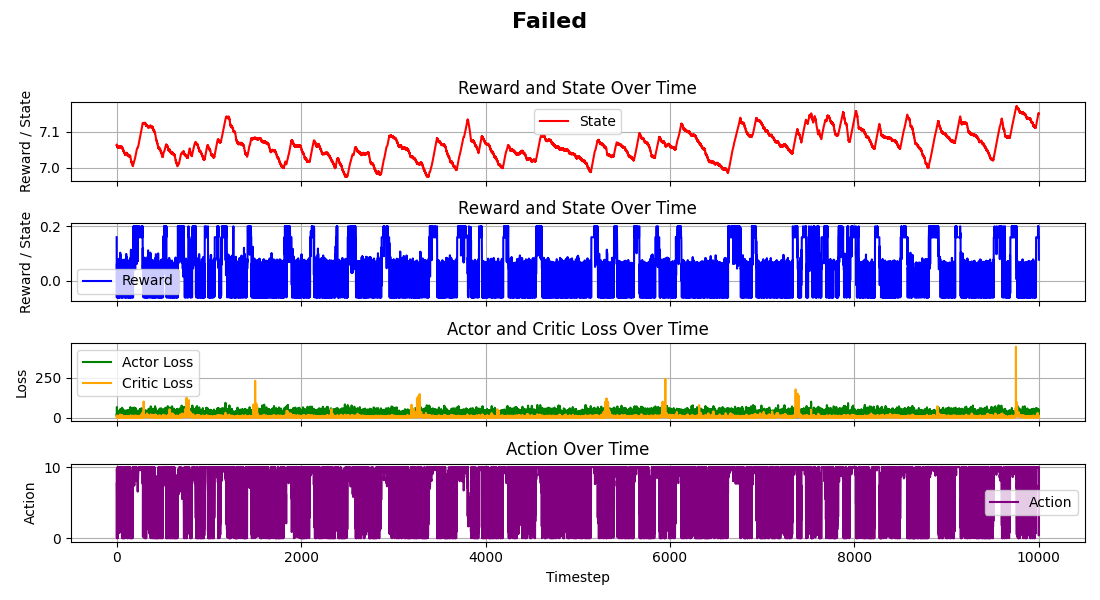 Failed
Reward and State Over Time
Reward / State
7.1
7.0
State
Reward and State Over Time
Reward / State
0.2
0.0
Reward
Actor and Critic Loss Over Time
Loss
250
0
Actor Loss
Critic Loss
Action Over Time
Action
10
0
Action
0 2000 4000 6000 8000 10000
Timestep